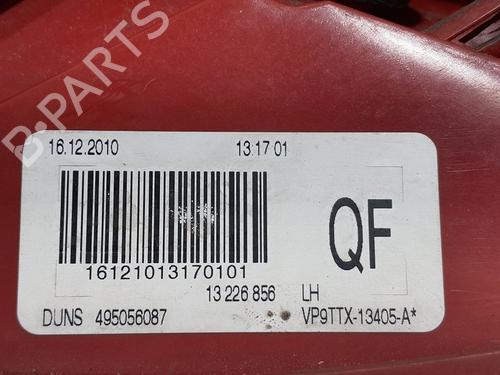 B-PARTS
16.12.2010 13:17 01
QF
16121013170101
13 226 856 LH
DUNS 495056087 VP9TTX-13405-A*